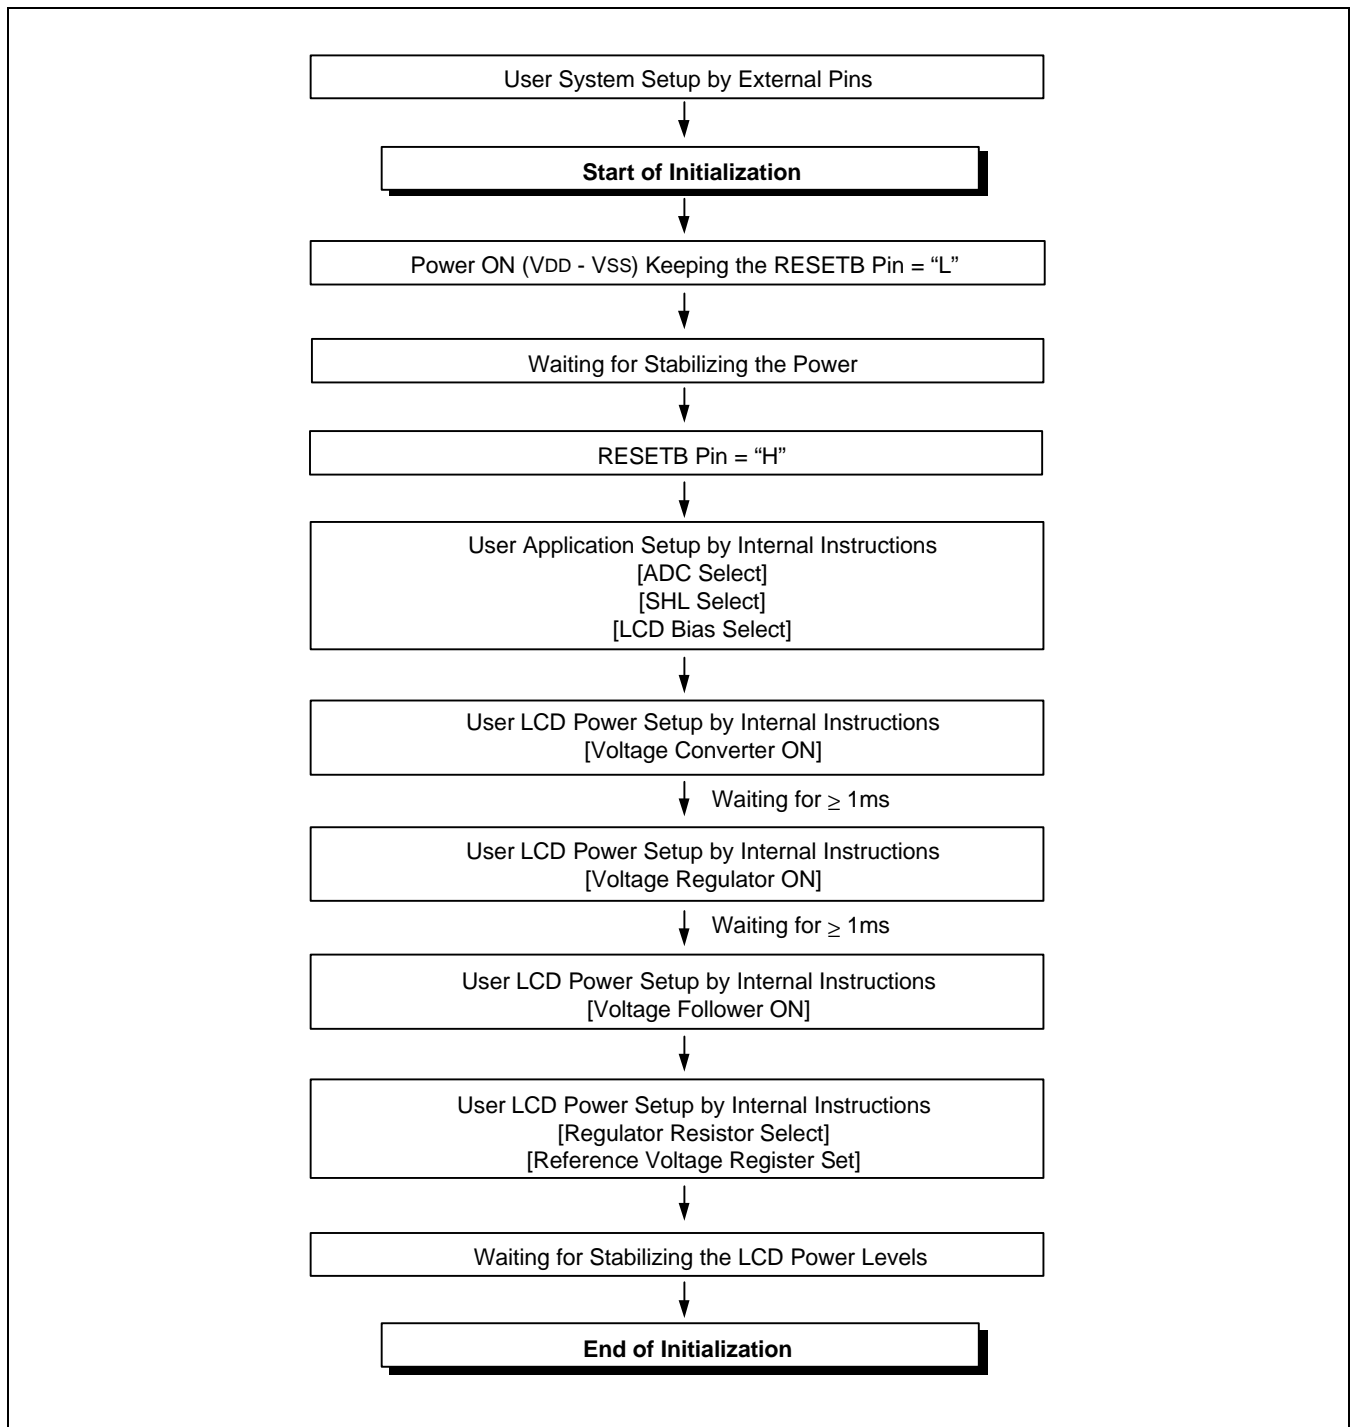 User System Setup by External Pins
Start of Initialization
Power ON (VDD - VSS) Keeping the RESETB Pin = “L”
Waiting for Stabilizing the Power
RESETB Pin = “H”
User Application Setup by Internal Instructions
[ADC Select]
[SHL Select]
[LCD Bias Select]
User LCD Power Setup by Internal Instructions
[Voltage Converter ON]
Waiting for ≥ 1ms
User LCD Power Setup by Internal Instructions
[Voltage Regulator ON]
Waiting for ≥ 1ms
User LCD Power Setup by Internal Instructions
[Voltage Follower ON]
User LCD Power Setup by Internal Instructions
[Regulator Resistor Select]
[Reference Voltage Register Set]
Waiting for Stabilizing the LCD Power Levels
End of Initialization